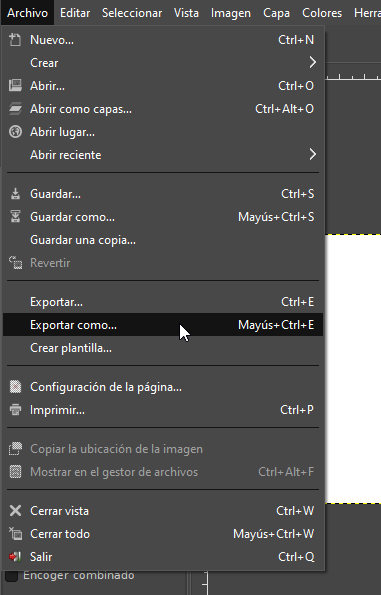 Archivo Editar Seleccionar Vista Imagen Capa Colores Herra
Nuevo... Ctrl+N
Crear
Abrir... Ctrl+O
Abrir como capas... Ctrl+Alt+O
Abrir lugar...
Abrir reciente
Guardar... Ctrl+S
Guardar como... Mayús+Ctrl+S
Guardar una copia...
Revertir
Exportar... Ctrl+E
Exportar como... Mayús+Ctrl+E
Crear plantilla...
Configuración de la página...
Imprimir... Ctrl+P
Copiar la ubicación de la imagen
Mostrar en el gestor de archivos Ctrl+Alt+F
Cerrar vista Ctrl+W
Cerrar todo Mayús+Ctrl+W
Salir Ctrl+Q
Encoger combinado